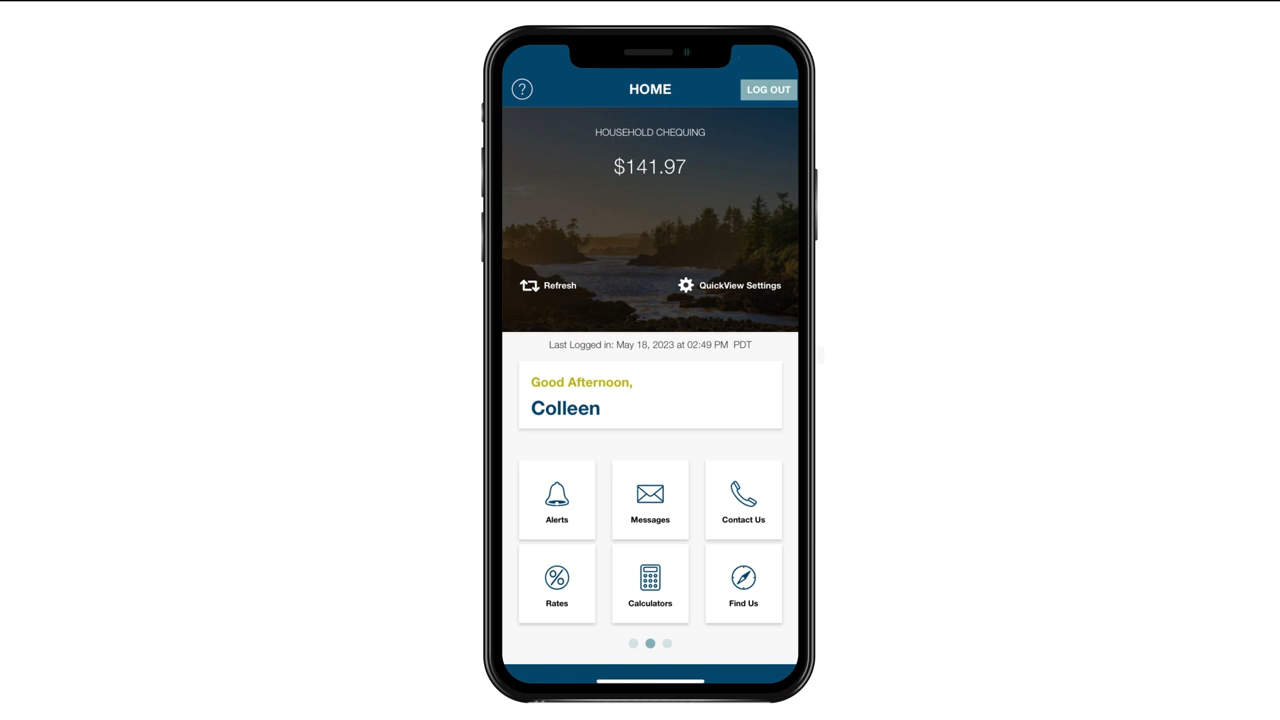 ?
HOME
LOG OUT
HOUSEHOLD CHEQUING
$141.97
Refresh
QuickView Settings
Last Logged in: May 18, 2023 at 02:49 PM PDT
Good Afternoon,
Colleen
Alerts
Messages
Contact Us
%
Rates
Calculators
Find Us